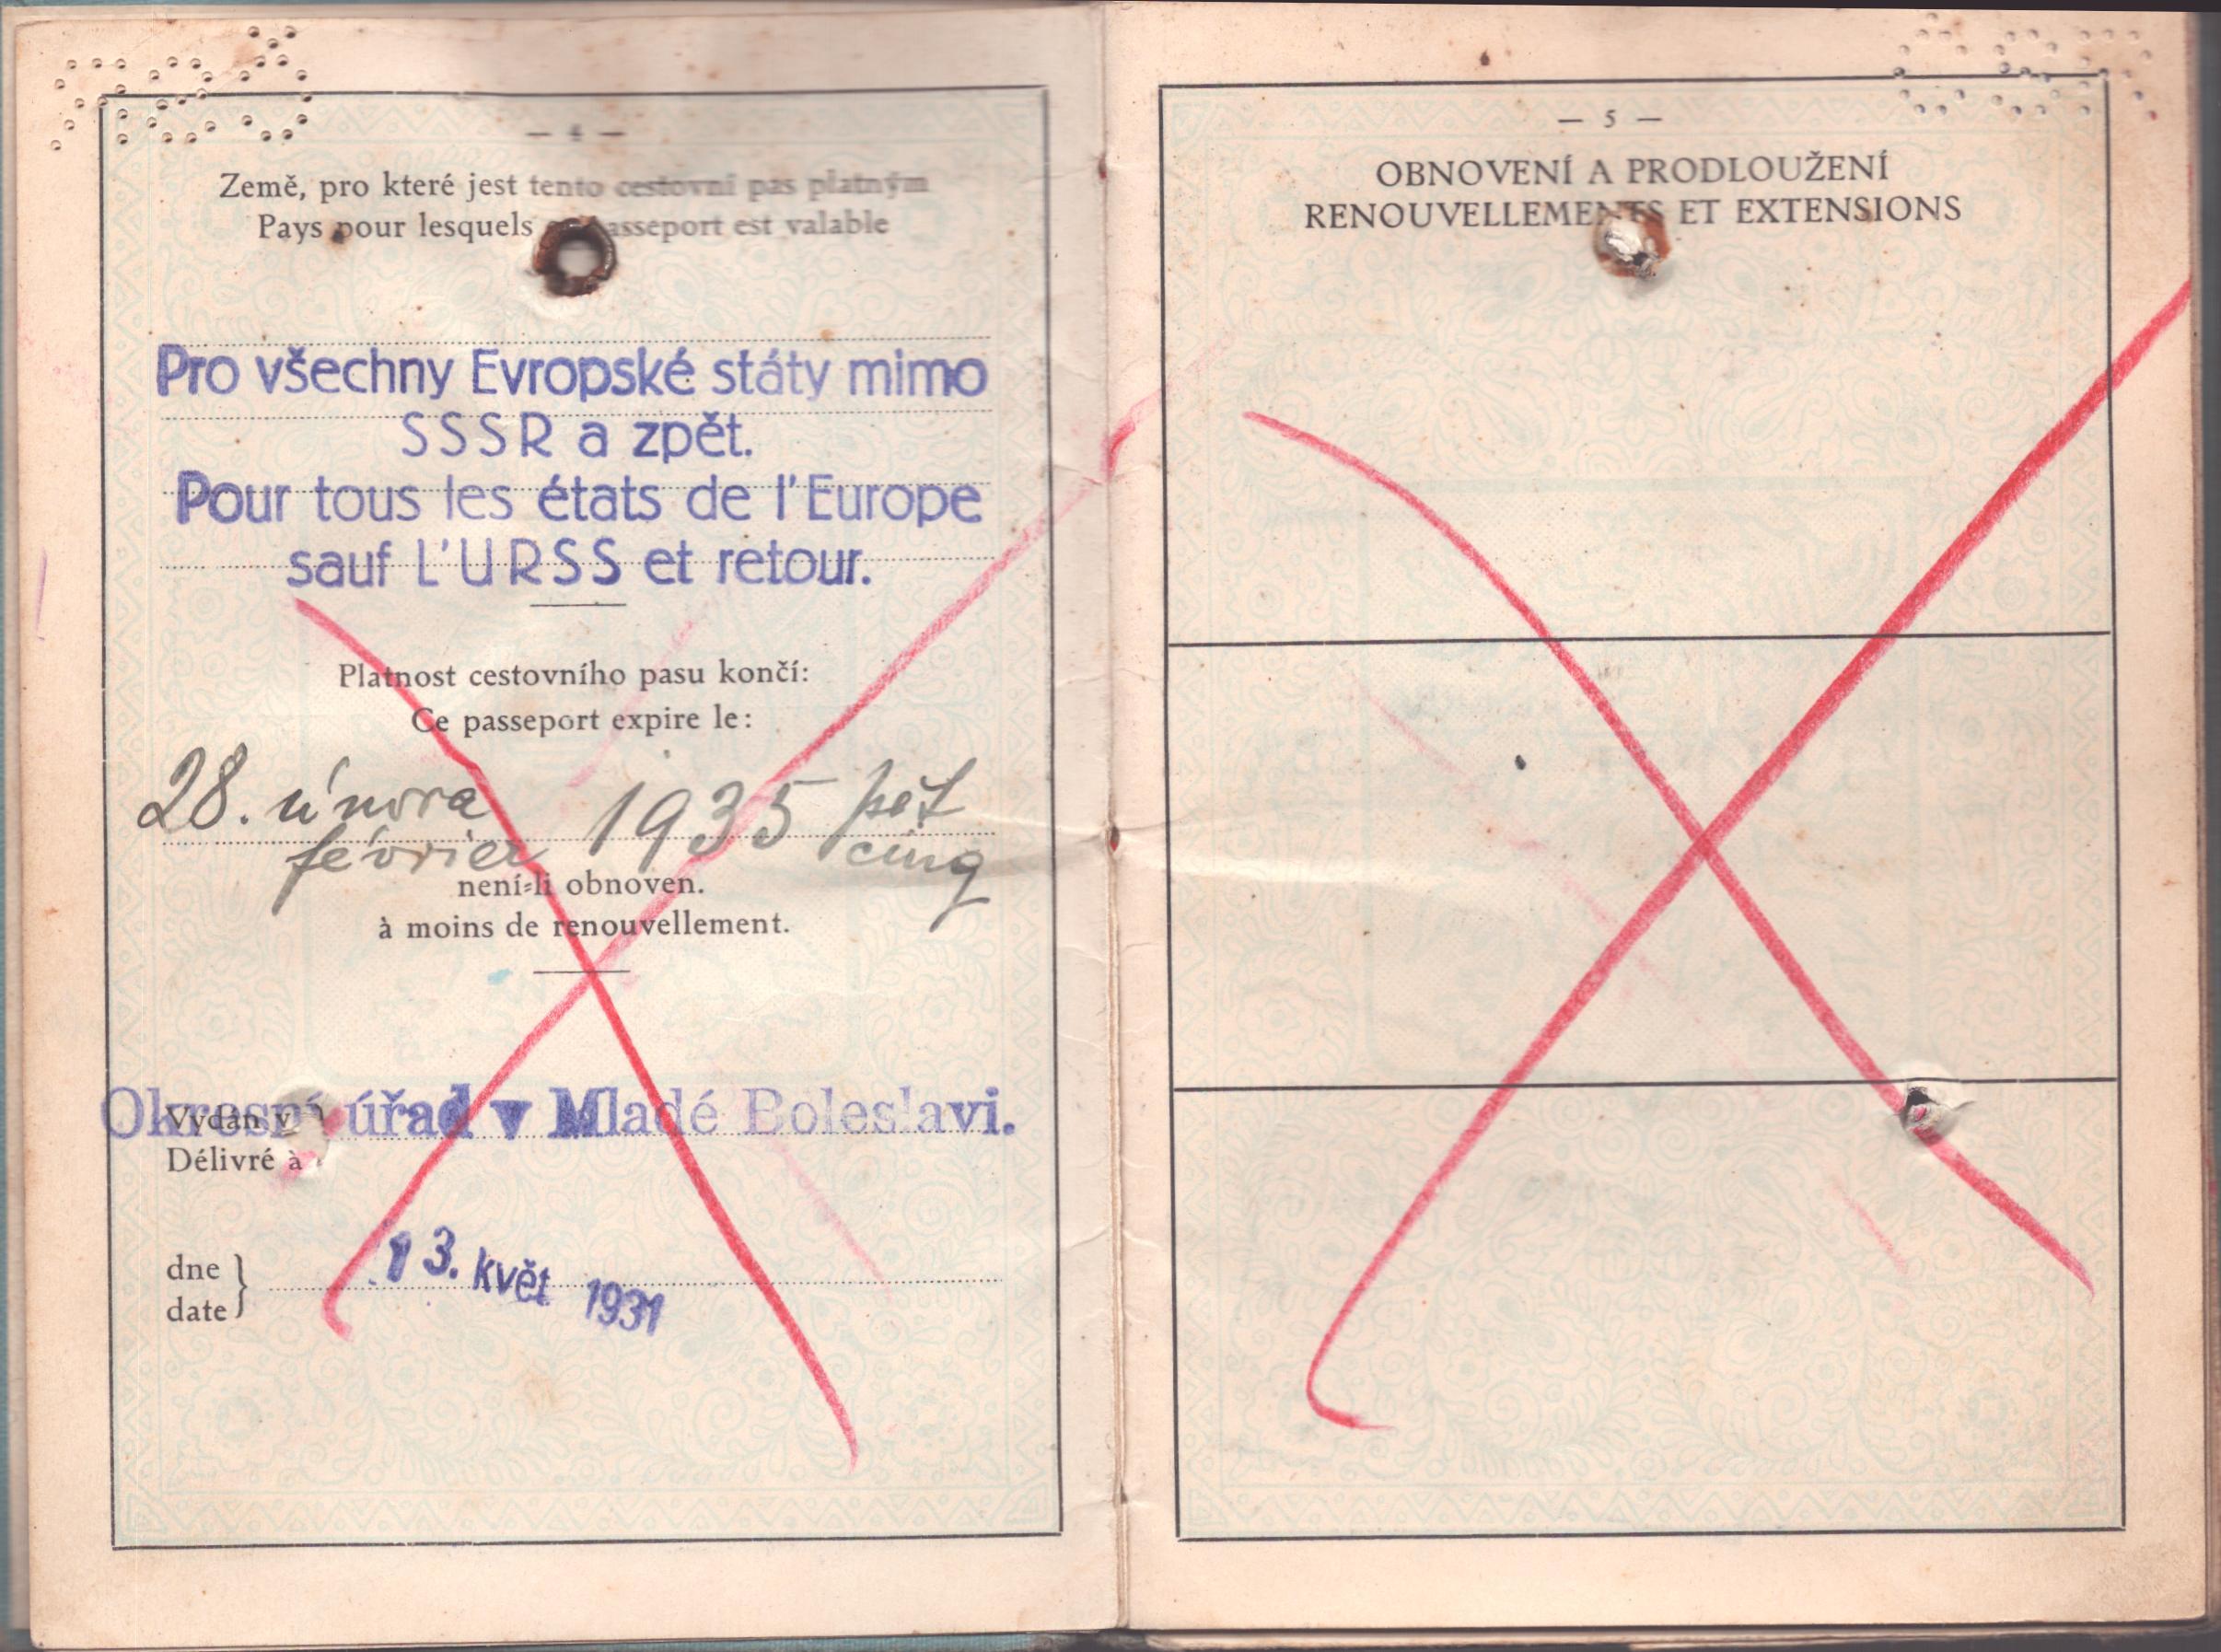 — 4 —
Země, pro které jest tento cestovní pas platným
Pays pour lesquels passeport est valable
Pro všechny Evropské státy mimo
SSSR a zpět.
Pour tous les états de l'Europe
sauf L'URSS et retour.
Platnost cestovního pasu končí:
Ce passeport expire le:
28. února 1935 pět
février cinq
není-li obnoven.
à moins de renouvellement.
Okresní úřad v Mladé Boleslavi.
Vydán v
Délivré à
dne
date
13. květ 1931
— 5 —
OBNOVENÍ A PRODLOUŽENÍ
RENOUVELLEMENTS ET EXTENSIONS